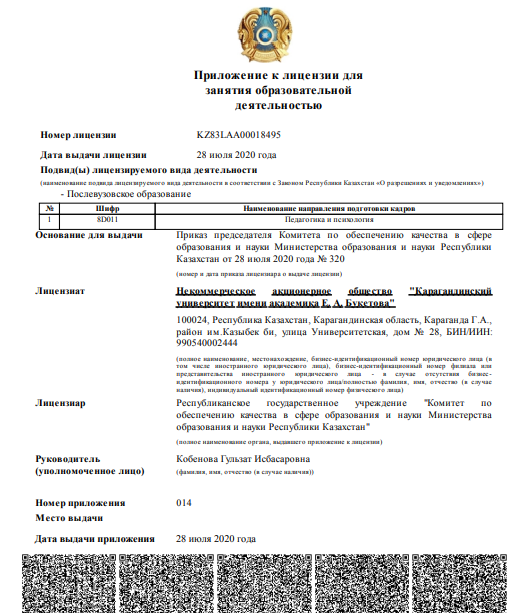 Приложение к лицензии для
занятия образовательной
деятельностью
Номер лицензии KZ83LAA00018495
Дата выдачи лицензии 28 июля 2020 года
Подвид(ы) лицензируемого вида деятельности
(наименование подвида лицензируемого вида деятельности в соответствии с Законом Республики Казахстан «О разрешениях и уведомлениях»)
- Послевузовское образование
№ Шифр Наименование направления подготовки кадров
1 8D011 Педагогика и психология
Основание для выдачи Приказ председателя Комитета по обеспечению качества в сфере
образования и науки Министерства образования и науки Республики
Казахстан от 28 июля 2020 года № 320
(номер и дата приказа лицензиара о выдаче лицензии)
Лицензиат Некоммерческое акционерное общество "Карагандинский
университет имени академика Е. А. Букетова"
100024, Республика Казахстан, Карагандинская область, Караганда Г.А.,
район им.Казыбек би, улица Университетская, дом № 28, БИН/ИИН:
990540002444
(полное наименование, местонахождение, бизнес-идентификационный номер юридического лица (в
том числе иностранного юридического лица), бизнес-идентификационный номер филиала или
представительства иностранного юридического лица - в случае отсутствия бизнес-
идентификационного номера у юридического лица/полностью фамилия, имя, отчество (в случае
наличия), индивидуальный идентификационный номер физического лица)
Лицензиар Республиканское государственное учреждение "Комитет по
обеспечению качества в сфере образования и науки Министерства
образования и науки Республики Казахстан"
(полное наименование органа, выдавшего приложение к лицензии)
Руководитель Кобенова Гульзат Исбасаровна
(уполномоченное лицо) (фамилия, имя, отчество (в случае наличия))
Номер приложения 014
Место выдачи
Дата выдачи приложения 28 июля 2020 года